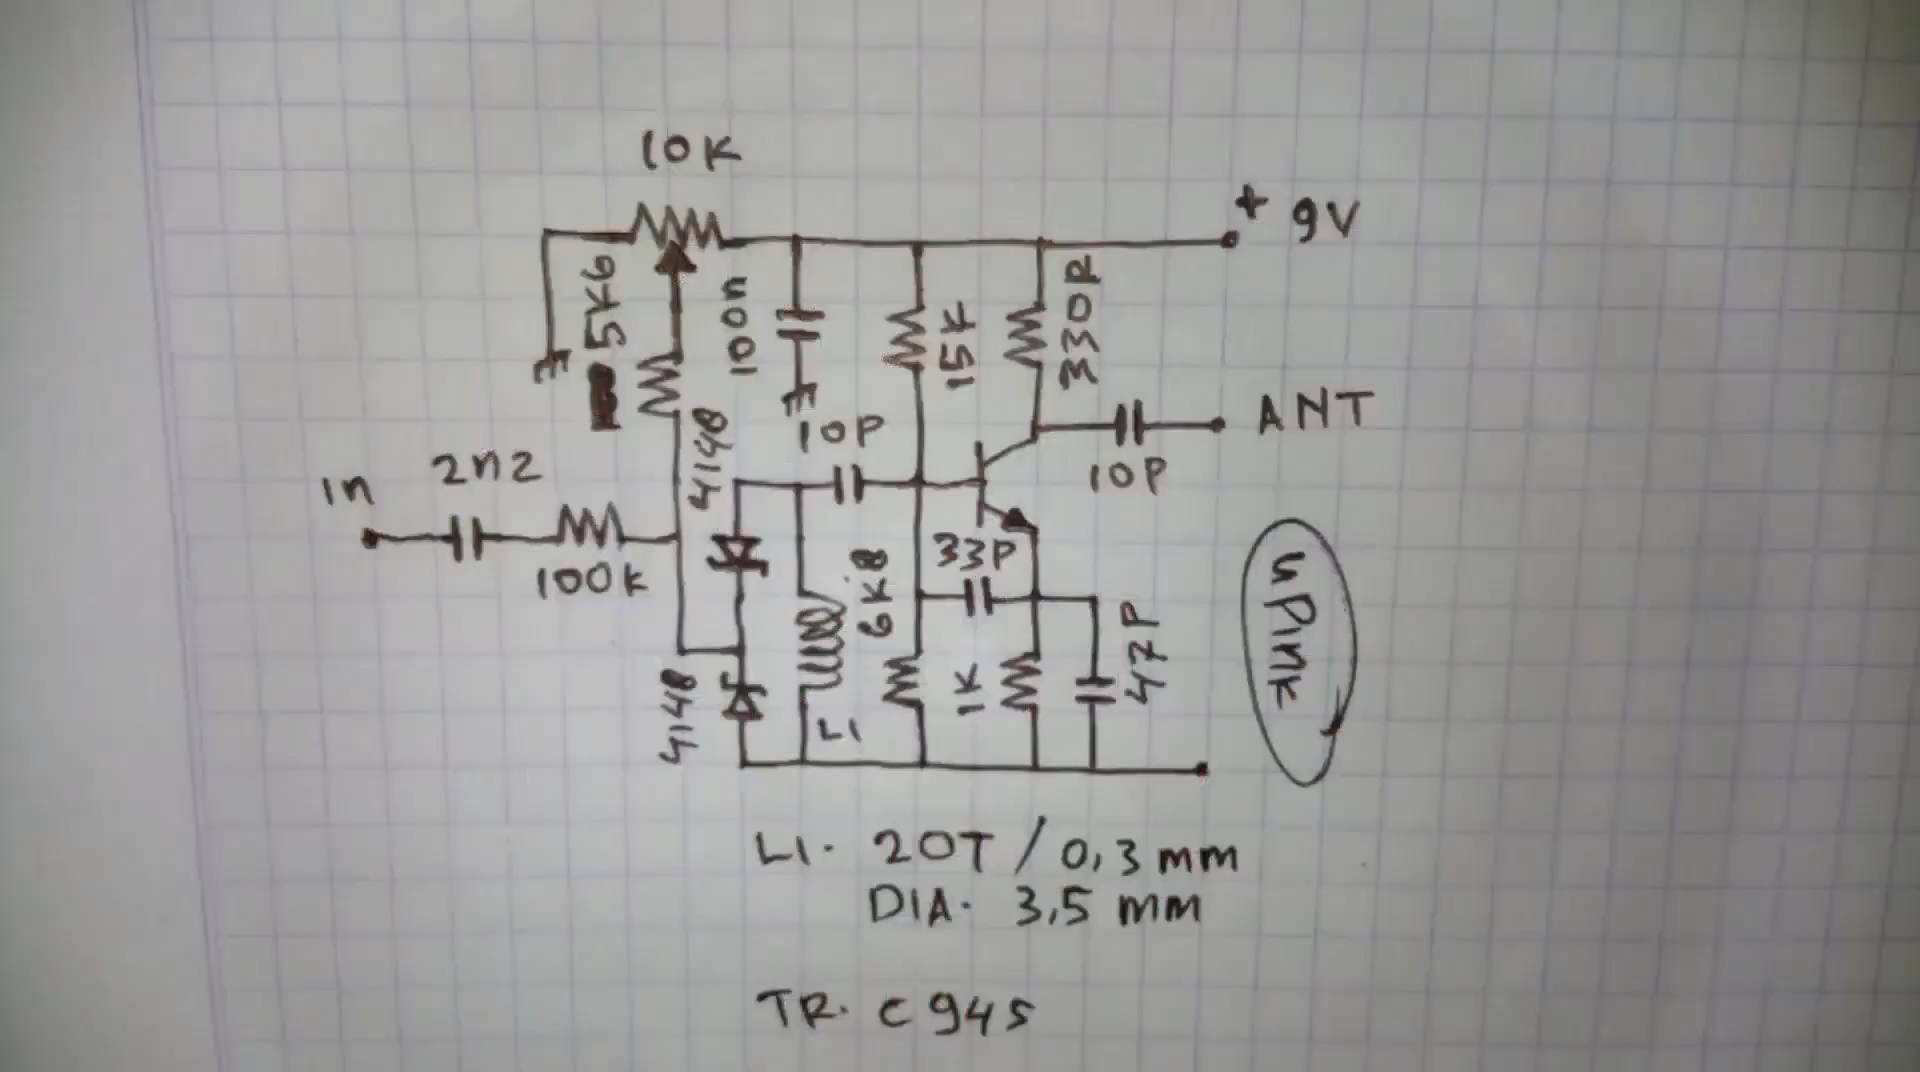 10K
+ 9V
5K6
100n
15K
330R
ANT
4148
10P
10P
in
2n2
100K
33P
6K8
47P
1K
4148
L1
uPink
L1. 20T / 0,3 mm
DIA. 3,5 mm
TR. C945